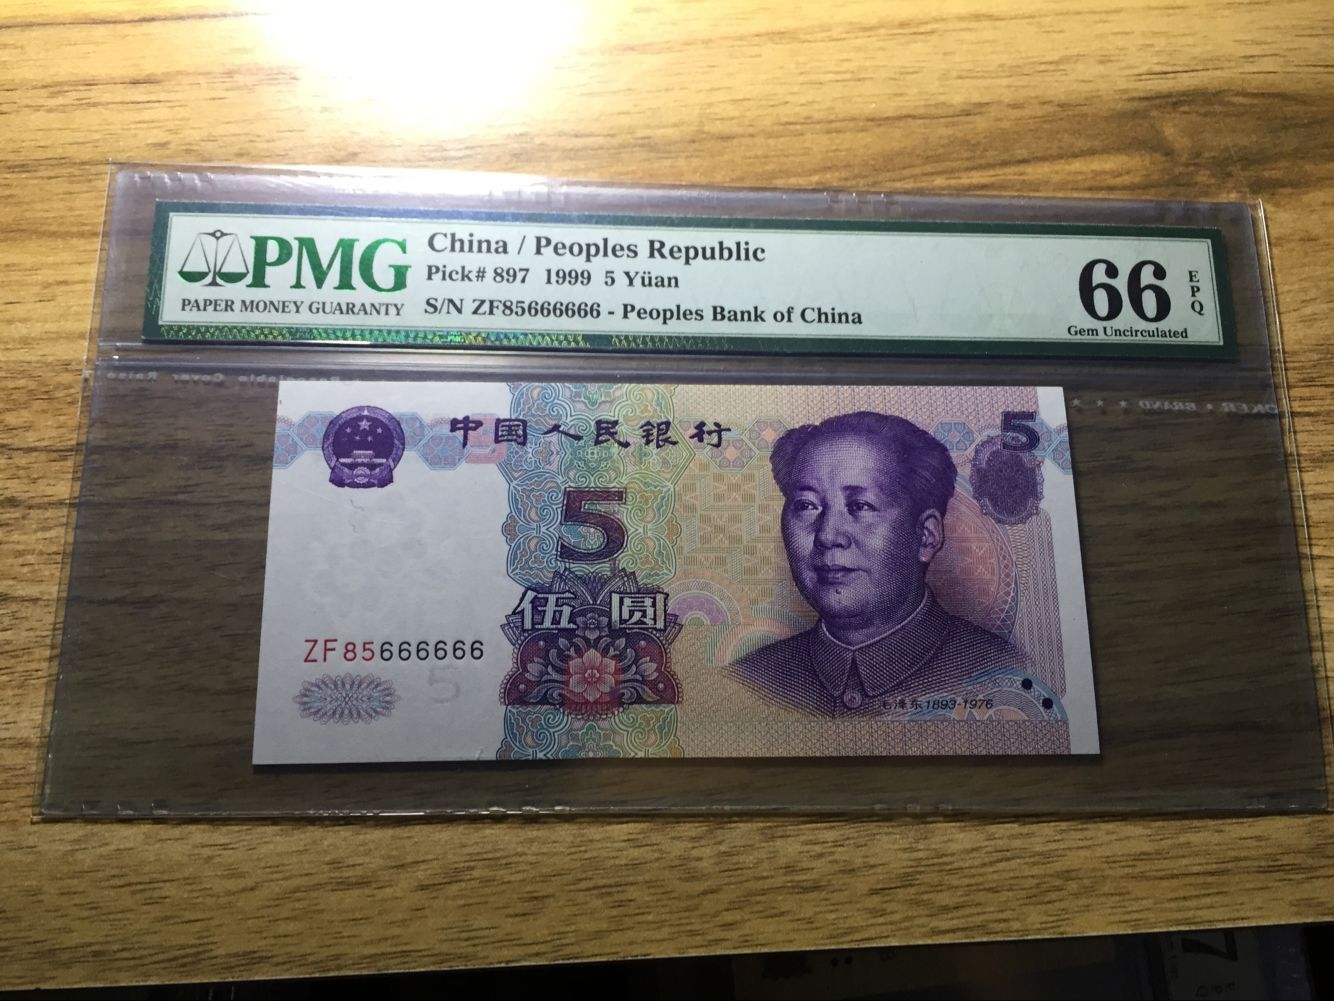 PMG
PAPER MONEY GUARANTY
China / Peoples Republic
Pick# 897 1999 5 Yüan
S/N ZF85666666 - Peoples Bank of China
66
EPQ
Gem Uncirculated
中国人民银行
5
5
伍圆
ZF85666666
5
毛泽东1893-1976